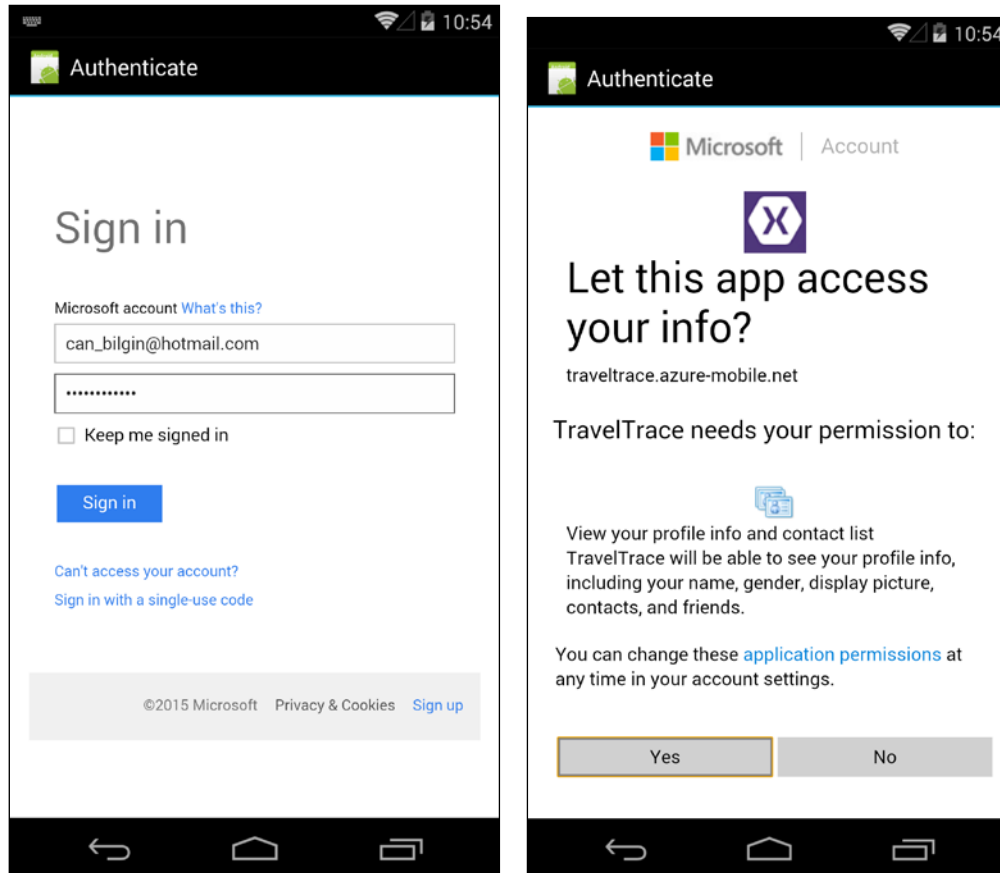 10:54
Authenticate
Sign in
Microsoft account What's this?
can_bilgin@hotmail.com
••••••••••••
Keep me signed in
Sign in
Can't access your account?
Sign in with a single-use code
©2015 Microsoft Privacy & Cookies Sign up
10:54
Authenticate
Microsoft Account
Let this app access
your info?
traveltrace.azure-mobile.net
TravelTrace needs your permission to:
View your profile info and contact list
TravelTrace will be able to see your profile info,
including your name, gender, display picture,
contacts, and friends.
You can change these application permissions at
any time in your account settings.
Yes No